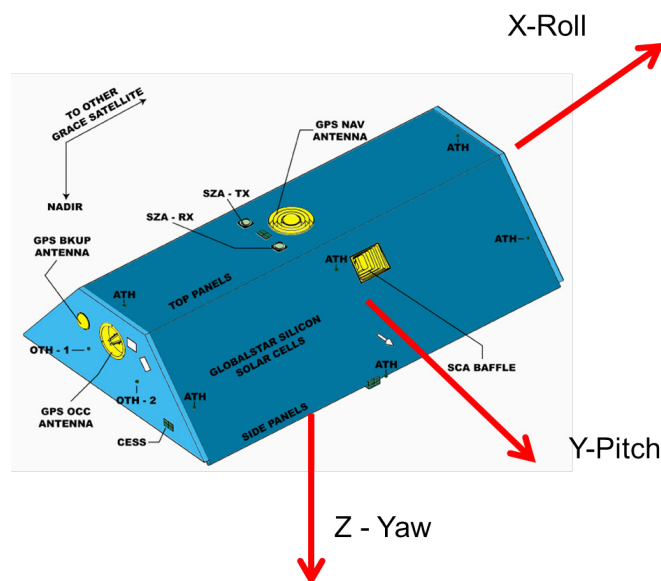 X-Roll
TO OTHER
GRACE SATELLITE
NADIR
GPS NAV
ANTENNA
ATH
SZA - TX
SZA - RX
GPS BKUP
ANTENNA
ATH
TOP PANELS
ATH
ATH
OTH - 1
GLOBALSTAR SILICON
SOLAR CELLS
SCA BAFFLE
ATH
OTH - 2
ATH
GPS OCC
ANTENNA
CESS
SIDE PANELS
Y-Pitch
Z - Yaw